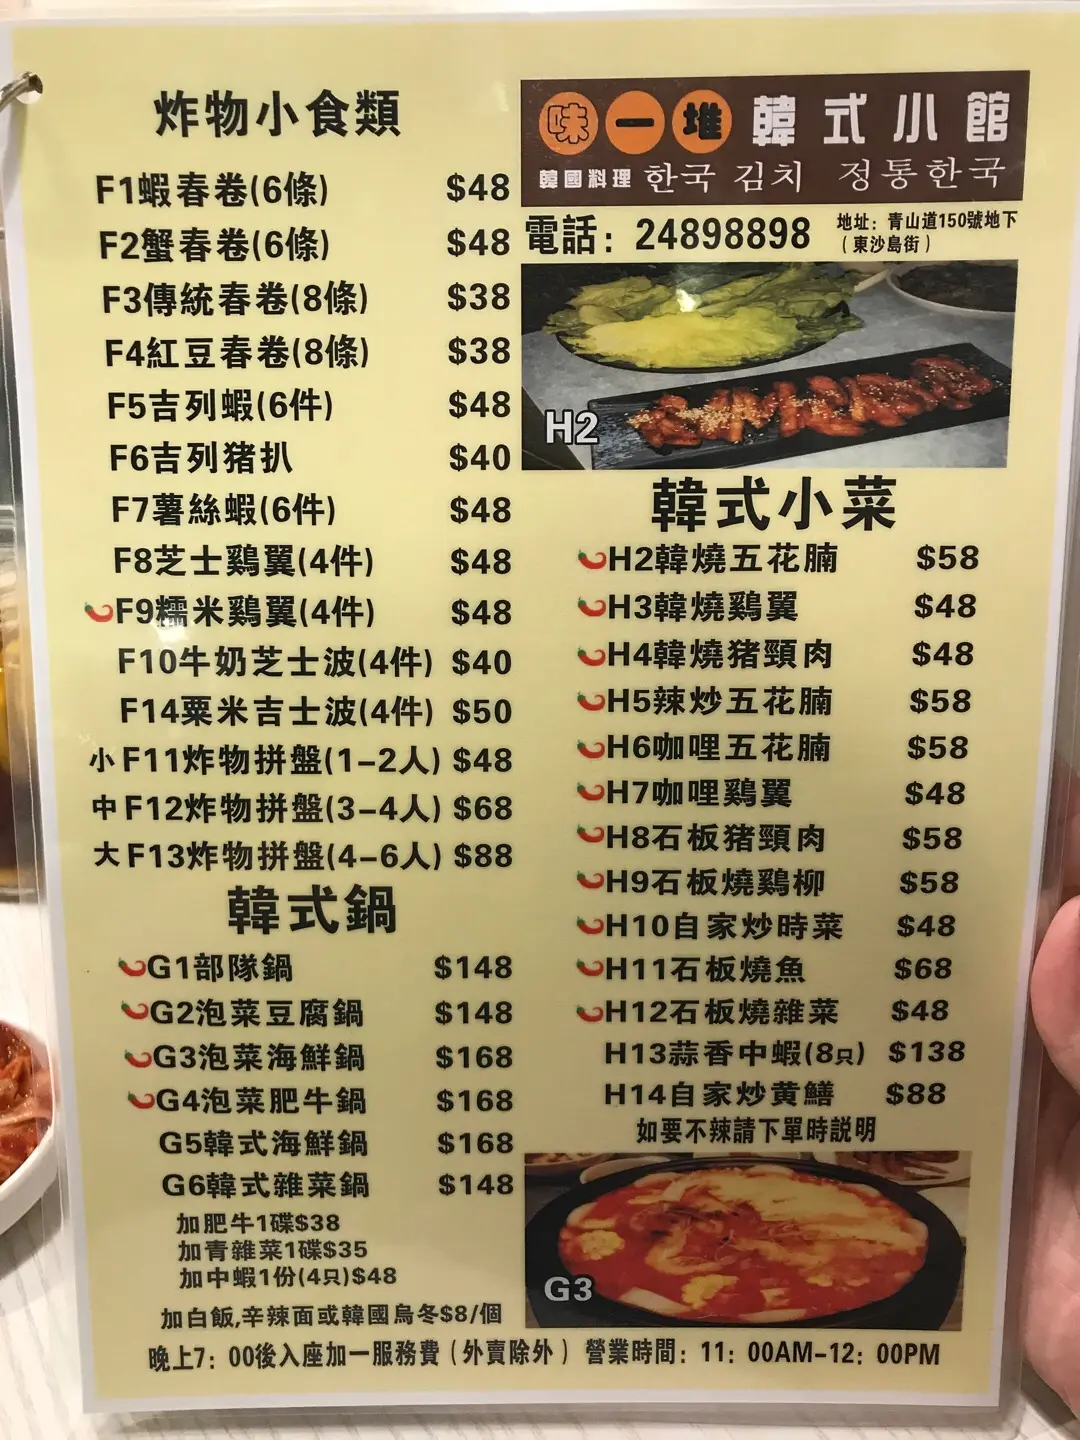 炸物小食類
F1蝦春卷(6條) $48
F2蟹春卷(6條) $48
F3傳統春卷(8條) $38
F4紅豆春卷(8條) $38
F5吉列蝦(6件) $48
F6吉列猪扒 $40
F7薯絲蝦(6件) $48
F8芝士鷄翼(4件) $48
F9糯米鷄翼(4件) $48
F10牛奶芝士波(4件) $40
F14粟米吉士波(4件) $50
小 F11炸物拼盤(1-2人) $48
中 F12炸物拼盤(3-4人) $68
大 F13炸物拼盤(4-6人) $88
韓式鍋
G1部隊鍋 $148
G2泡菜豆腐鍋 $148
G3泡菜海鮮鍋 $168
G4泡菜肥牛鍋 $168
G5韓式海鮮鍋 $168
G6韓式雜菜鍋 $148
加肥牛1碟$38
加青雜菜1碟$35
加中蝦1份(4只)$48
加白飯,辛辣面或韓國烏冬$8/個
味一堆 韓式小館
韓國料理 한국 김치 정통한국
電話：24898898
地址：青山道150號地下
（東沙島街）
H2
韓式小菜
H2韓燒五花腩 $58
H3韓燒鷄翼 $48
H4韓燒猪頸肉 $48
H5辣炒五花腩 $58
H6咖哩五花腩 $58
H7咖哩鷄翼 $48
H8石板猪頸肉 $58
H9石板燒鷄柳 $58
H10自家炒時菜 $48
H11石板燒魚 $68
H12石板燒雜菜 $48
H13蒜香中蝦(8只) $138
H14自家炒黄鱔 $88
如要不辣請下單時説明
G3
晚上7：00後入座加一服務費（外賣除外）營業時間：11：00AM-12：00PM